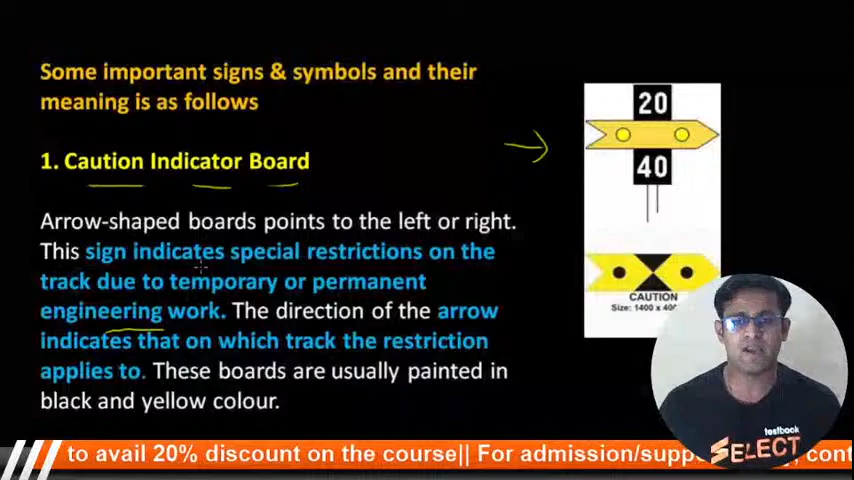 Some important signs & symbols and their
meaning is as follows
1. Caution Indicator Board
Arrow-shaped boards points to the left or right.
This sign indicates special restrictions on the
track due to temporary or permanent
engineering work. The direction of the arrow
indicates that on which track the restriction
applies to. These boards are usually painted in
black and yellow colour.
20
40
CAUTION
Size: 1400 x
testbook
SELECT
to avail 20% discount on the course|| For admission/supp